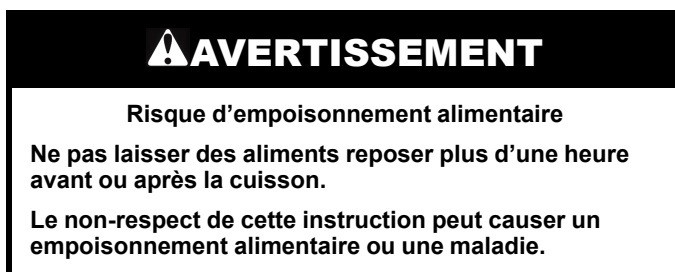 AVERTISSEMENT
Risque d’empoisonnement alimentaire
Ne pas laisser des aliments reposer plus d’une heure
avant ou après la cuisson.
Le non-respect de cette instruction peut causer un
empoisonnement alimentaire ou une maladie.